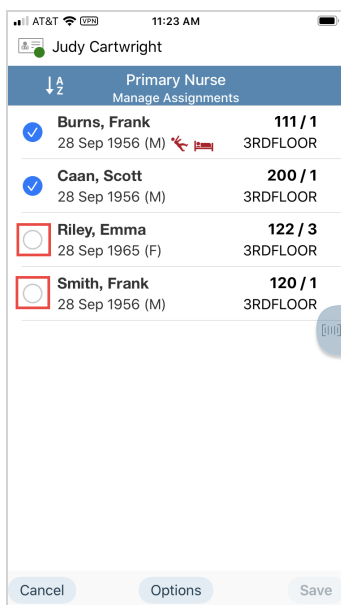 AT&T VPN 11:23 AM
Judy Cartwright
A
Z
Primary Nurse
Manage Assignments
Burns, Frank 111 / 1
28 Sep 1956 (M) 3RDFLOOR
Caan, Scott 200 / 1
28 Sep 1956 (M) 3RDFLOOR
Riley, Emma 122 / 3
28 Sep 1965 (F) 3RDFLOOR
Smith, Frank 120 / 1
28 Sep 1956 (M) 3RDFLOOR
Cancel Options Save